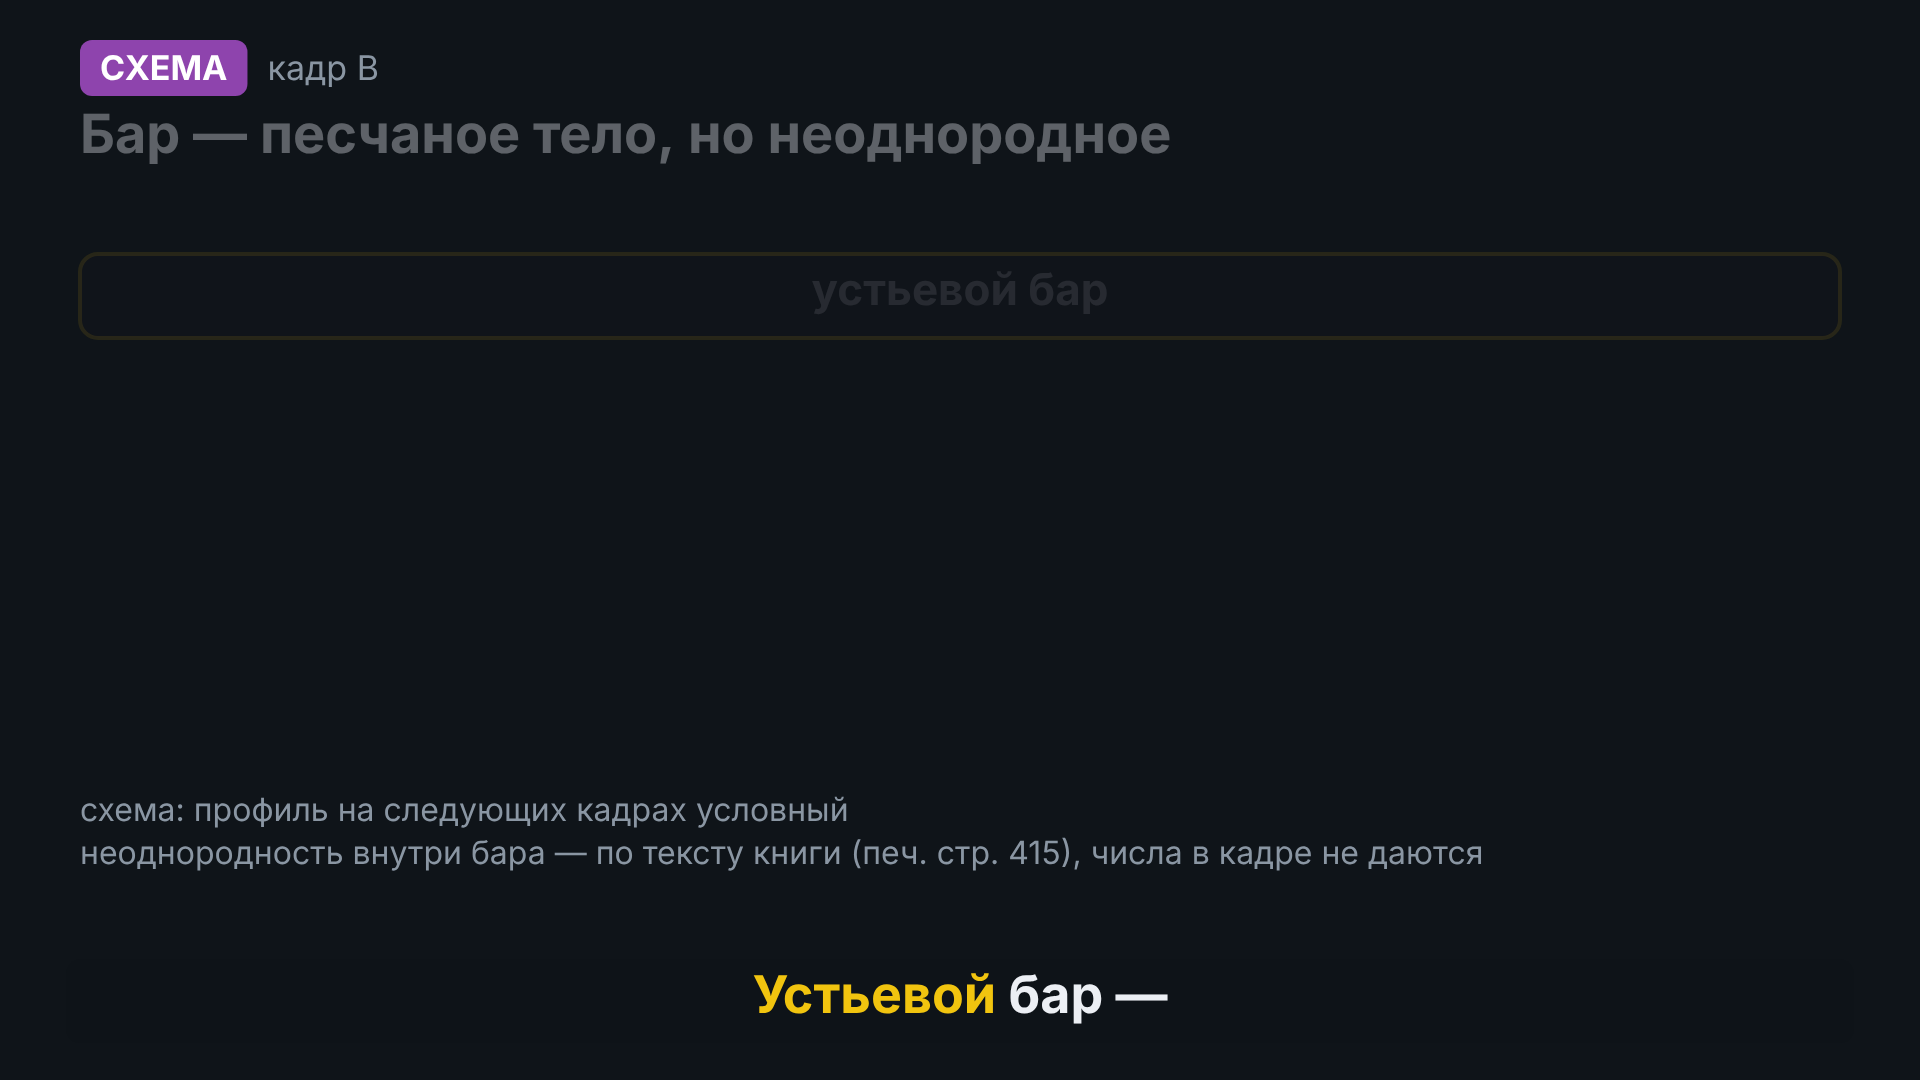 СХЕМА кадр В
Бар — песчаное тело, но неоднородное
устьевой бар
схема: профиль на следующих кадрах условный
неоднородность внутри бара — по тексту книги (печ. стр. 415), числа в кадре не даются
Устьевой бар —